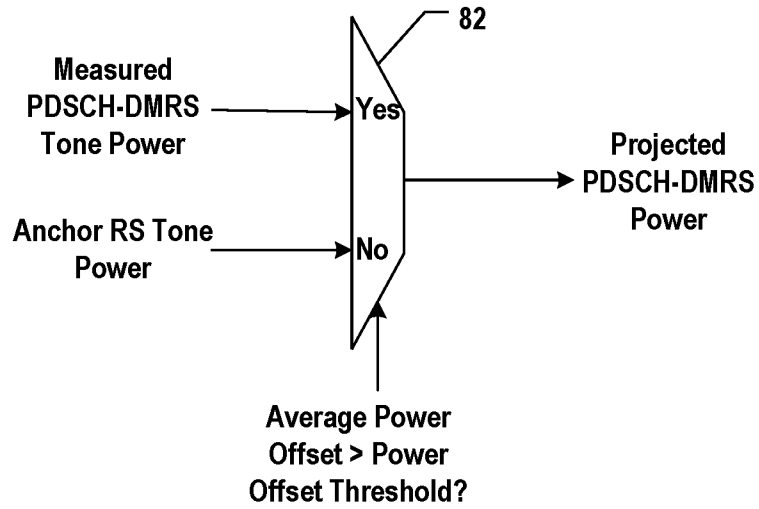 82
Measured
PDSCH-DMRS
Tone Power
Yes
Projected
PDSCH-DMRS
Power
Anchor RS Tone
Power
No
Average Power
Offset > Power
Offset Threshold?